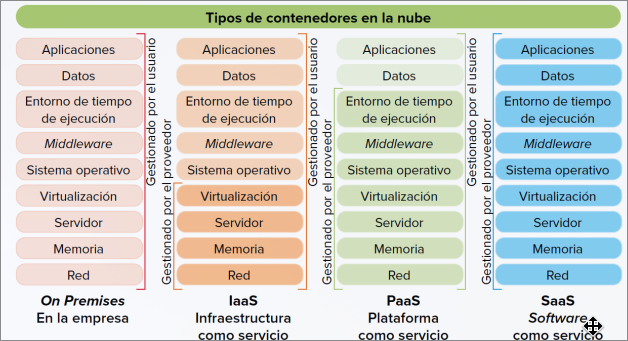 Tipos de contenedores en la nube
Aplicaciones
Datos
Entorno de tiempo
de ejecución
Middleware
Sistema operativo
Virtualización
Servidor
Memoria
Red
Gestionado por el usuario
On Premises
En la empresa
Aplicaciones
Datos
Entorno de tiempo
de ejecución
Middleware
Sistema operativo
Virtualización
Servidor
Memoria
Red
Gestionado por el usuario
Gestionado por el proveedor
IaaS
Infraestructura
como servicio
Aplicaciones
Datos
Entorno de tiempo
de ejecución
Middleware
Sistema operativo
Virtualización
Servidor
Memoria
Red
Gestionado por el usuario
Gestionado por el proveedor
PaaS
Plataforma
como servicio
Aplicaciones
Datos
Entorno de tiempo
de ejecución
Middleware
Sistema operativo
Virtualización
Servidor
Memoria
Red
Gestionado por el proveedor
SaaS
Software
como servicio